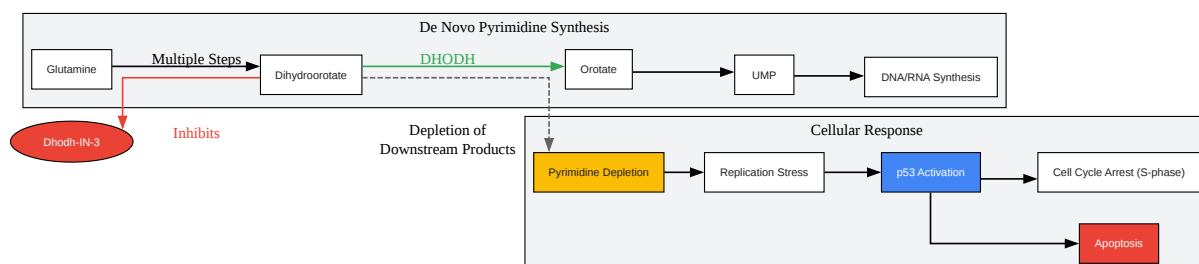 De Novo Pyrimidine Synthesis
Glutamine
Multiple Steps
Dihydroorotate
DHODH
Orotate
UMP
DNA/RNA Synthesis
Dhodh-IN-3
Inhibits
Depletion of
Downstream Products
Cellular Response
Pyrimidine Depletion
Replication Stress
p53 Activation
Cell Cycle Arrest (S-phase)
Apoptosis